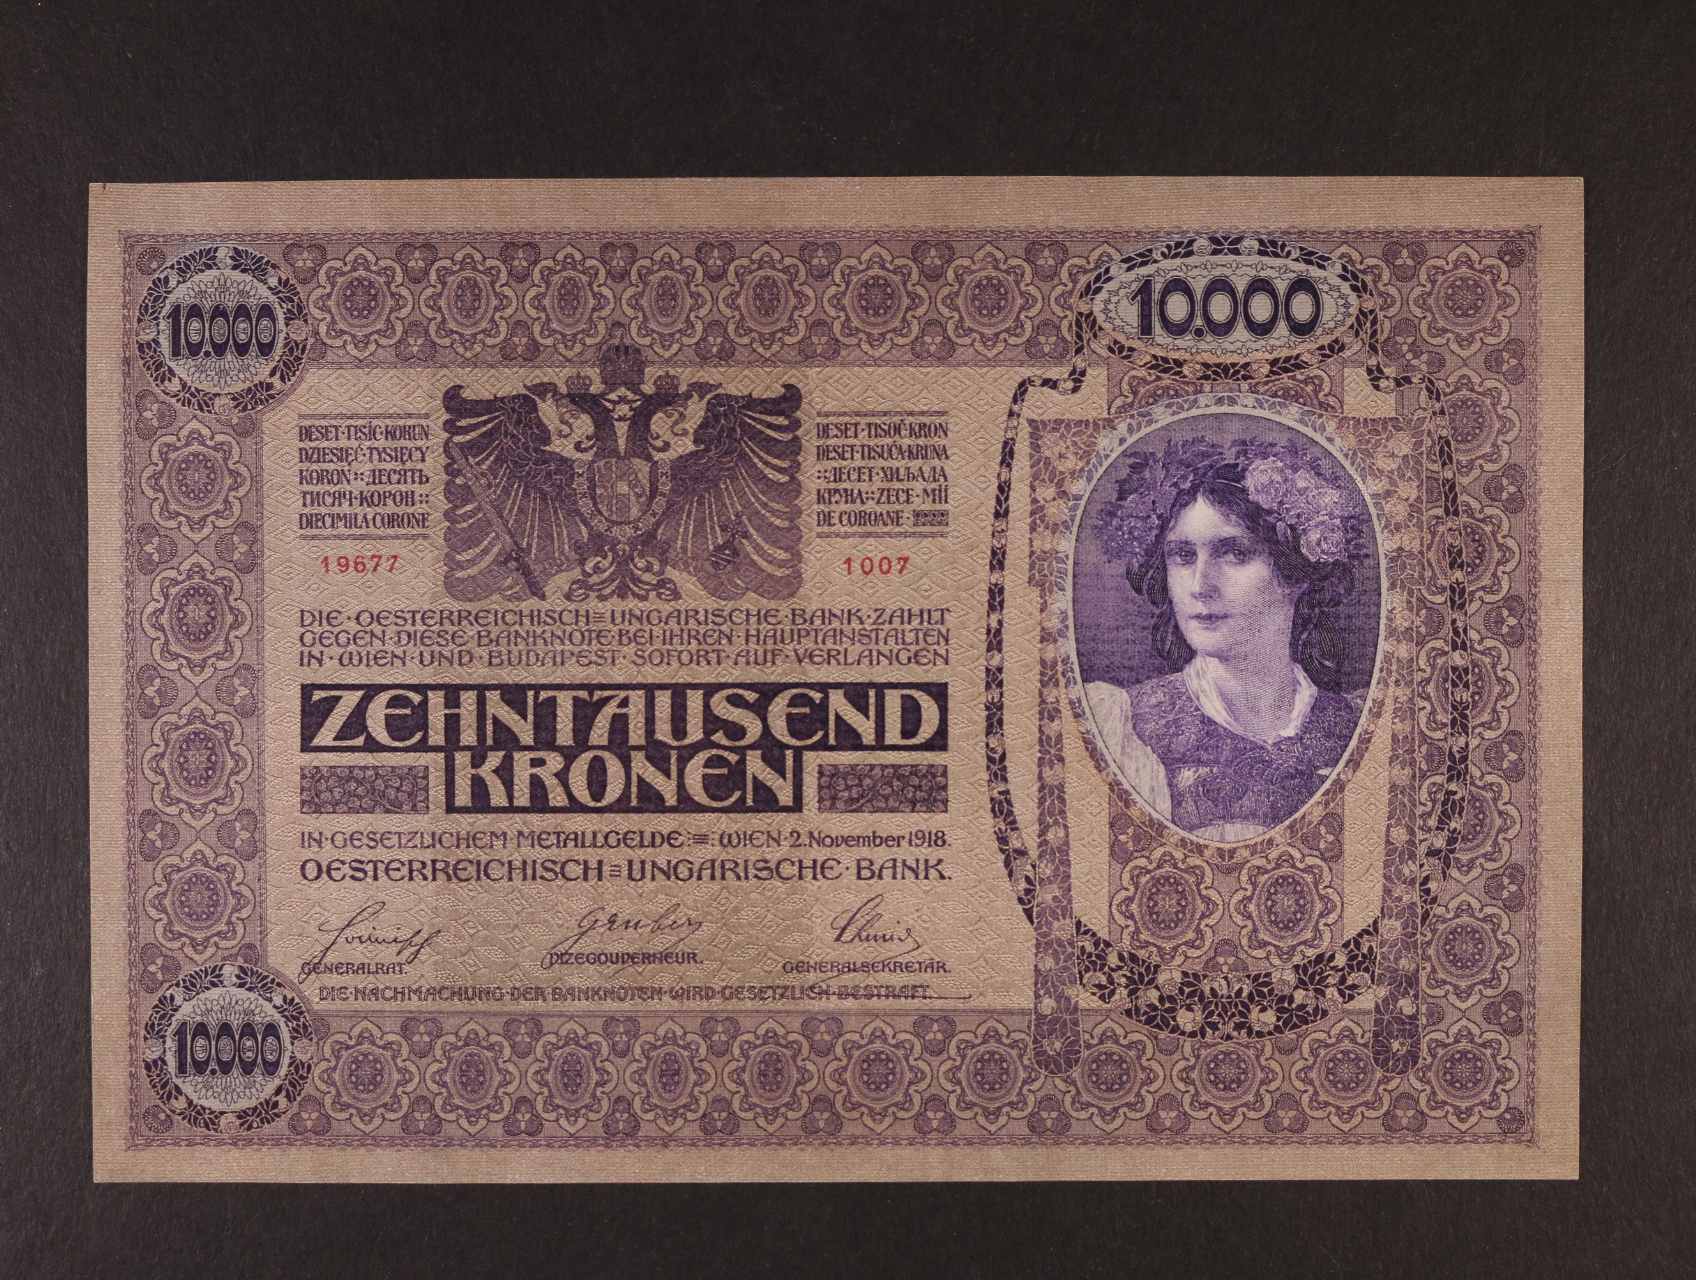 10.000
10.000
DESET·TISÍC·KORUN
DZIESIĘĆ·TYSIĘCY
KORON::ДЕСЯТЬ
ТИСЯЧ·КОРОН::
DIECIMILA CORONE
DESET·TISOČ·KRON
DESET·TISUĆA·KRUNA
::ДЕСЕТ·ХИЉАДА
КРУНА::ZECE·MII
DE COROANE·
19677
1007
DIE·OESTERREICHISCH=UNGARISCHE·BANK·ZAHLT
GEGEN·DIESE·BANKNOTE·BEI·IHREN·HAUPTANSTALTEN
IN·WIEN·UND·BUDAPEST·SOFORT·AUF·VERLANGEN
ZEHNTAUSEND
KRONEN
IN·GESETZLICHEM·METALLGELDE:=:WIEN·2.November·1918.
OESTERREICHISCH=UNGARISCHE·BANK.
Gruber
Schmid
GENERALRAT.
VIZEGOUVERNEUR.
GENERALSEKRETÄR.
DIE·NACHMACHUNG·DER·BANKNOTEN·WIRD·GESETZLICH·BESTRAFT.
10.000